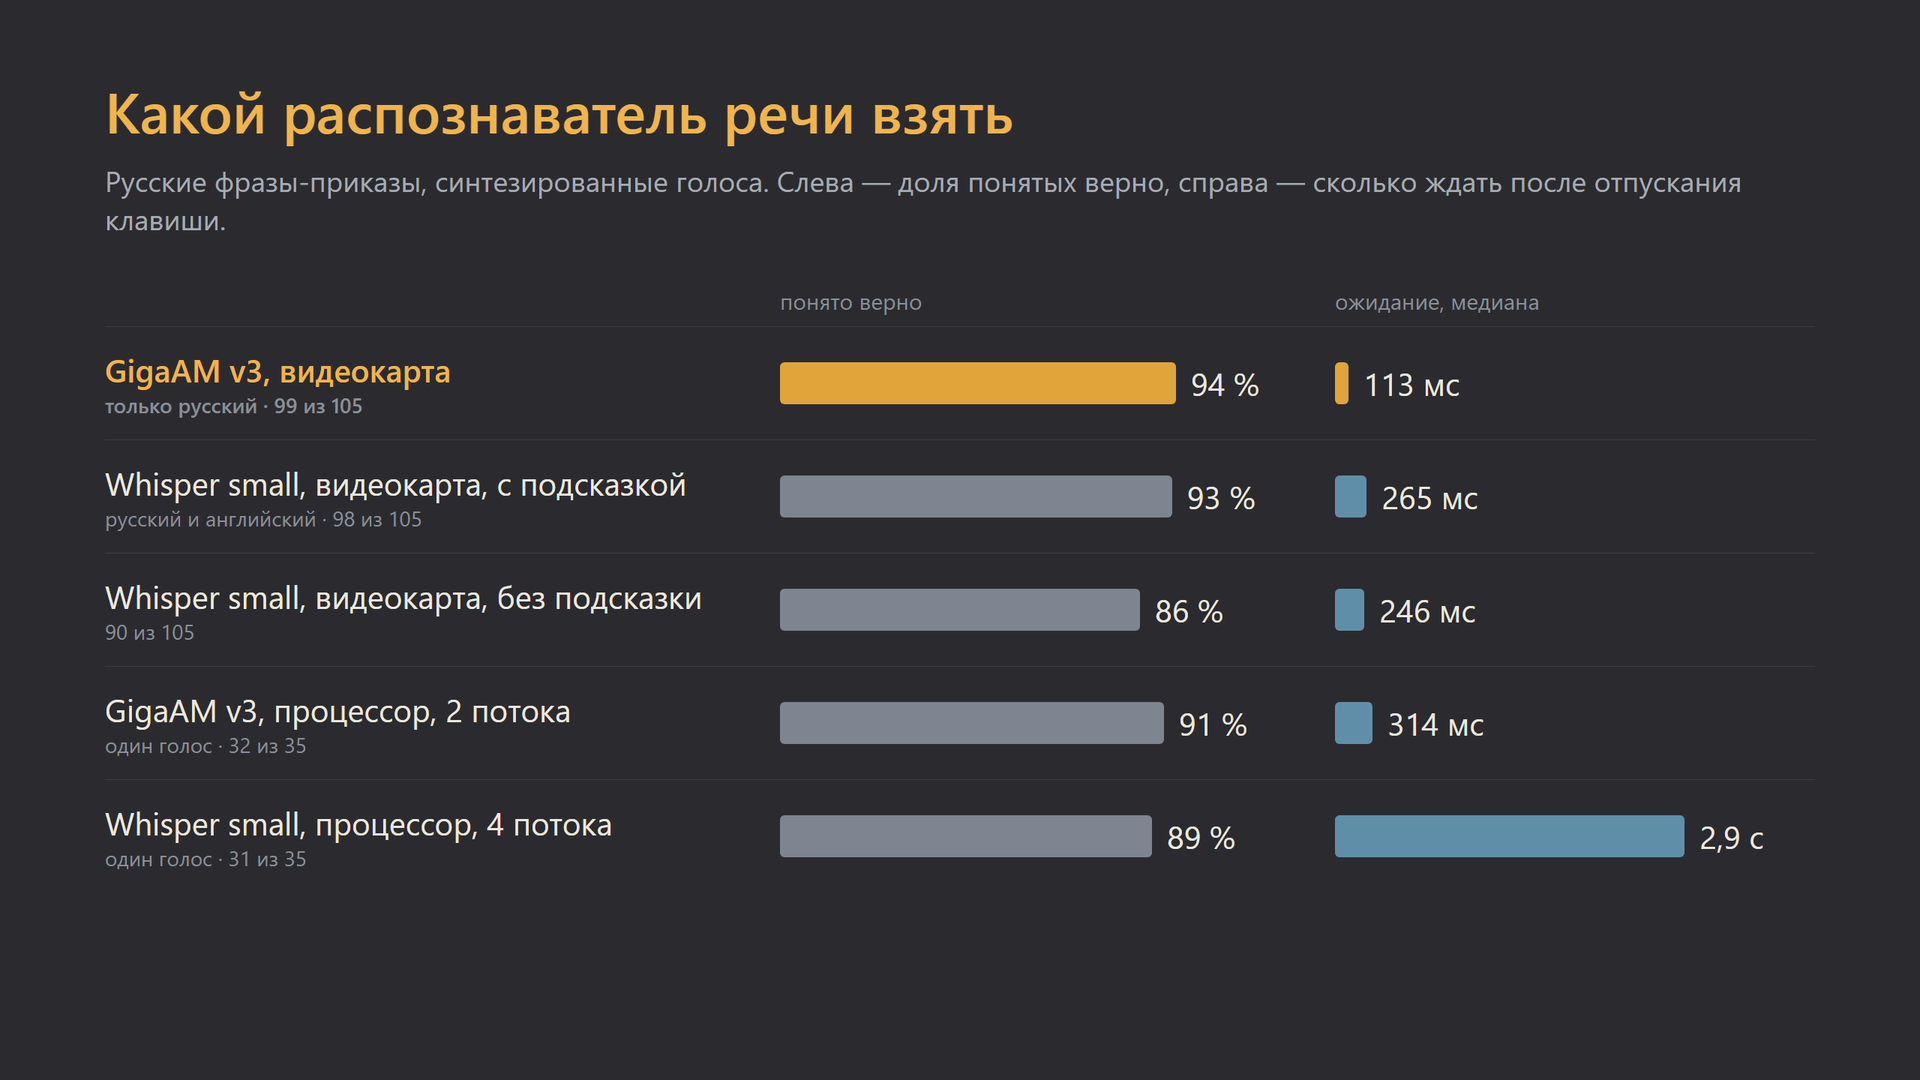 Какой распознаватель речи взять
Русские фразы-приказы, синтезированные голоса. Слева — доля понятых верно, справа — сколько ждать после отпускания
клавиши.
понято верно
ожидание, медиана
GigaAM v3, видеокарта
только русский · 99 из 105
94 %
113 мс
Whisper small, видеокарта, с подсказкой
русский и английский · 98 из 105
93 %
265 мс
Whisper small, видеокарта, без подсказки
90 из 105
86 %
246 мс
GigaAM v3, процессор, 2 потока
один голос · 32 из 35
91 %
314 мс
Whisper small, процессор, 4 потока
один голос · 31 из 35
89 %
2,9 с